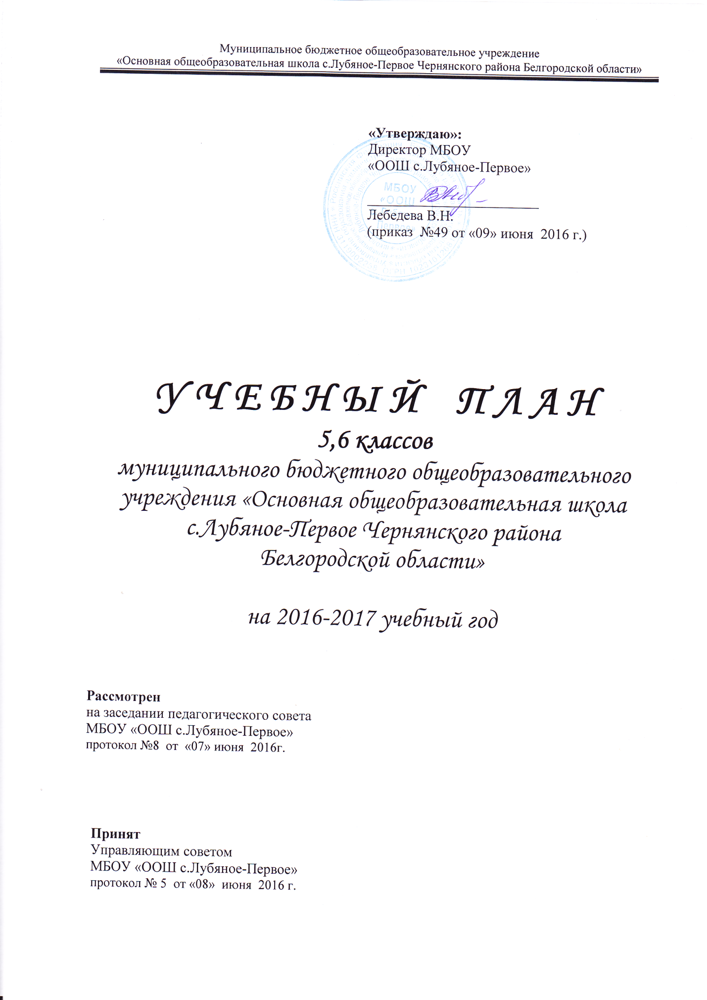 Муниципальное бюджетное общеобразовательное учреждение
«Основная общеобразовательная школа с.Лубяное-Первое Чернянского района Белгородской области»
«Утверждаю»:
Директор МБОУ
«ООШ с.Лубяное-Первое»
МБОУ
«ООШ
Первое»
Лебедева В.Н.
(приказ №49 от «09» июня 2016 г.)
УЧЕБНЫЙ ПЛАН
5,6 классов
муниципального бюджетного общеобразовательного
учреждения «Основная общеобразовательная школа
с.Лубяное-Первое Чернянского района
Белгородской области»
на 2016-2017 учебный год
Рассмотрен
на заседании педагогического совета
МБОУ «ООШ с.Лубяное-Первое»
протокол №8 от «07» июня 2016г.
Принят
Управляющим советом
МБОУ «ООШ с.Лубяное-Первое»
протокол № 5 от «08» июня 2016 г.